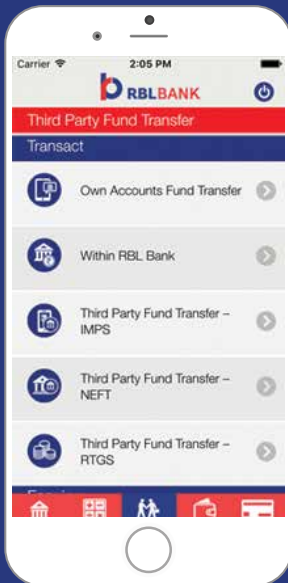 Carrier 2:05 PM
RBLBANK
Third Party Fund Transfer
Transact
Own Accounts Fund Transfer
Within RBL Bank
Third Party Fund Transfer –
IMPS
Third Party Fund Transfer –
NEFT
Third Party Fund Transfer –
RTGS